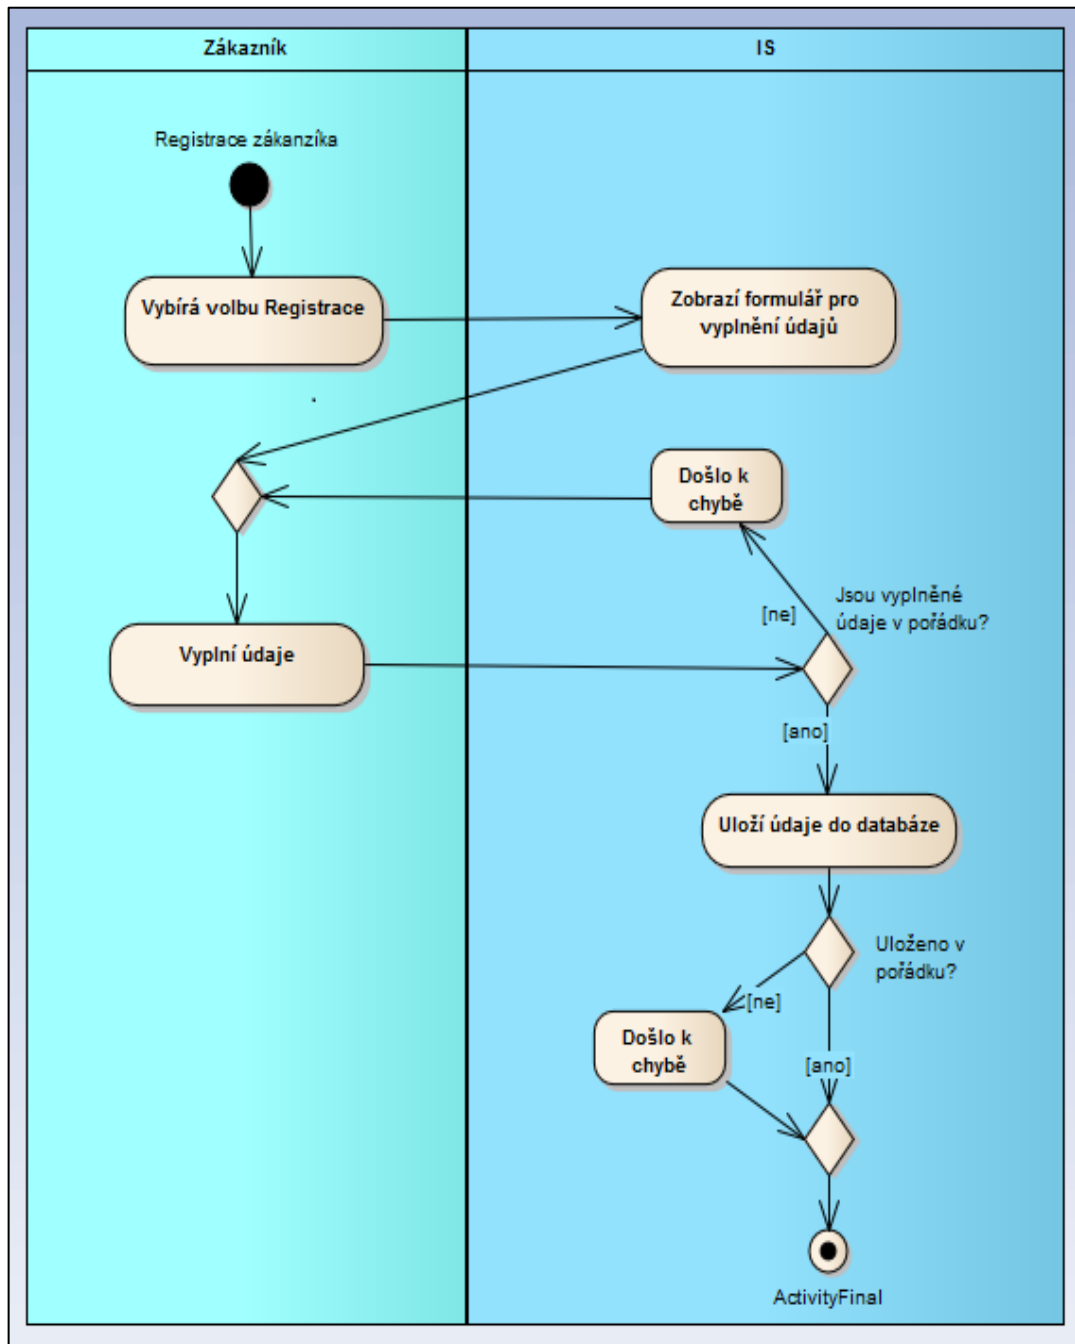 Zákazník
IS
Registrace zákanzíka
Vybírá volbu Registrace
Zobrazí formulář pro
vyplnění údajů
Došlo k
chybě
Jsou vyplněné
údaje v pořádku?
[ne]
Vyplní údaje
[ano]
Uloží údaje do databáze
Uloženo v
pořádku?
[ne]
Došlo k
chybě
[ano]
ActivityFinal